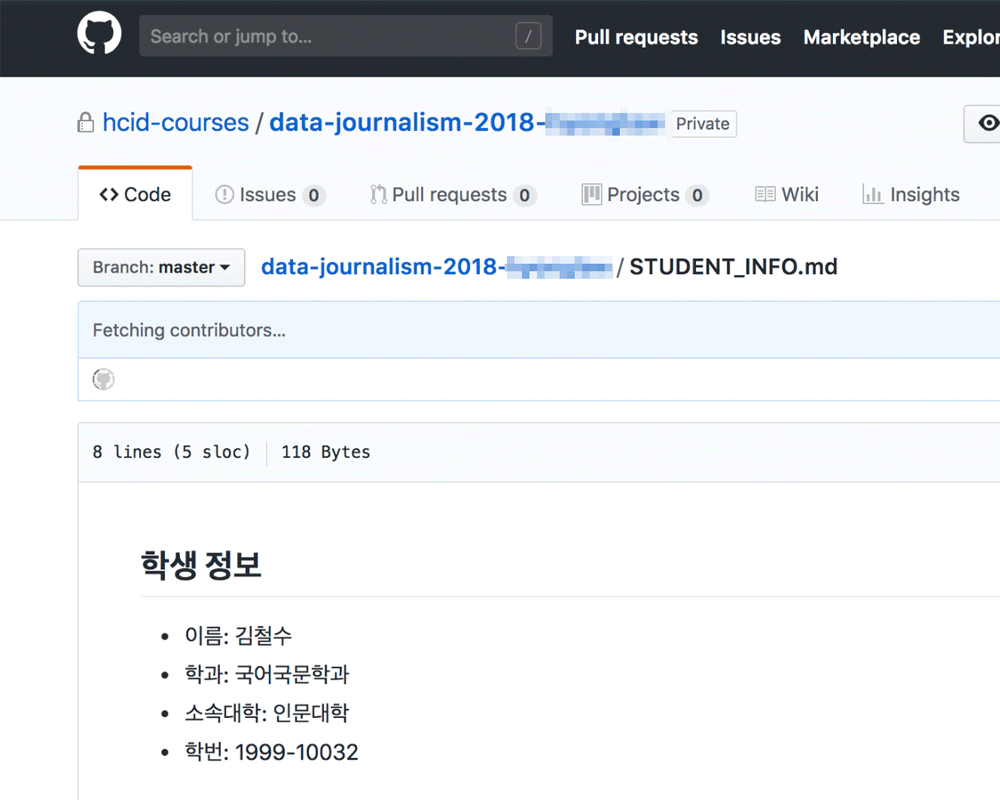 Search or jump to... /
Pull requests Issues Marketplace Explor
hcid-courses / data-journalism-2018- Private
Code Issues 0 Pull requests 0 Projects 0 Wiki Insights
Branch: master data-journalism-2018- / STUDENT_INFO.md
Fetching contributors...
8 lines (5 sloc) 118 Bytes
학생 정보
이름: 김철수
학과: 국어국문학과
소속대학: 인문대학
학번: 1999-10032